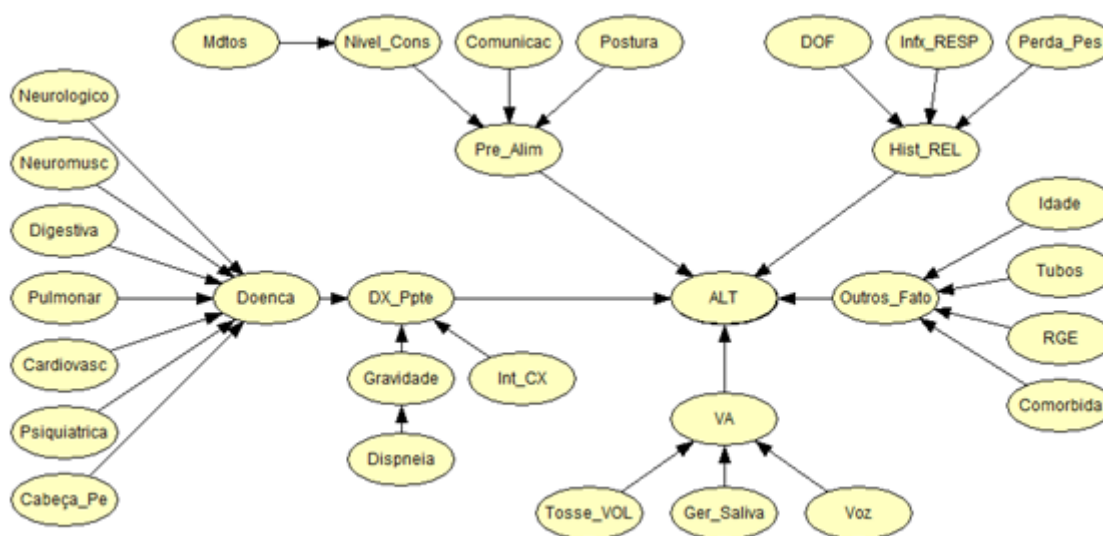 Mdtos
Nivel_Cons
Comunicac
Postura
DOF
Infx_RESP
Perda_Pes
Neurologico
Neuromusc
Pre_Alim
Hist_REL
Digestiva
Idade
Pulmonar
Doenca
DX_Ppte
ALT
Outros_Fato
Tubos
Cardiovasc
Gravidade
Int_CX
RGE
Psiquiatrica
VA
Comorbida
Dispneia
Cabeça_Pe
Tosse_VOL
Ger_Saliva
Voz